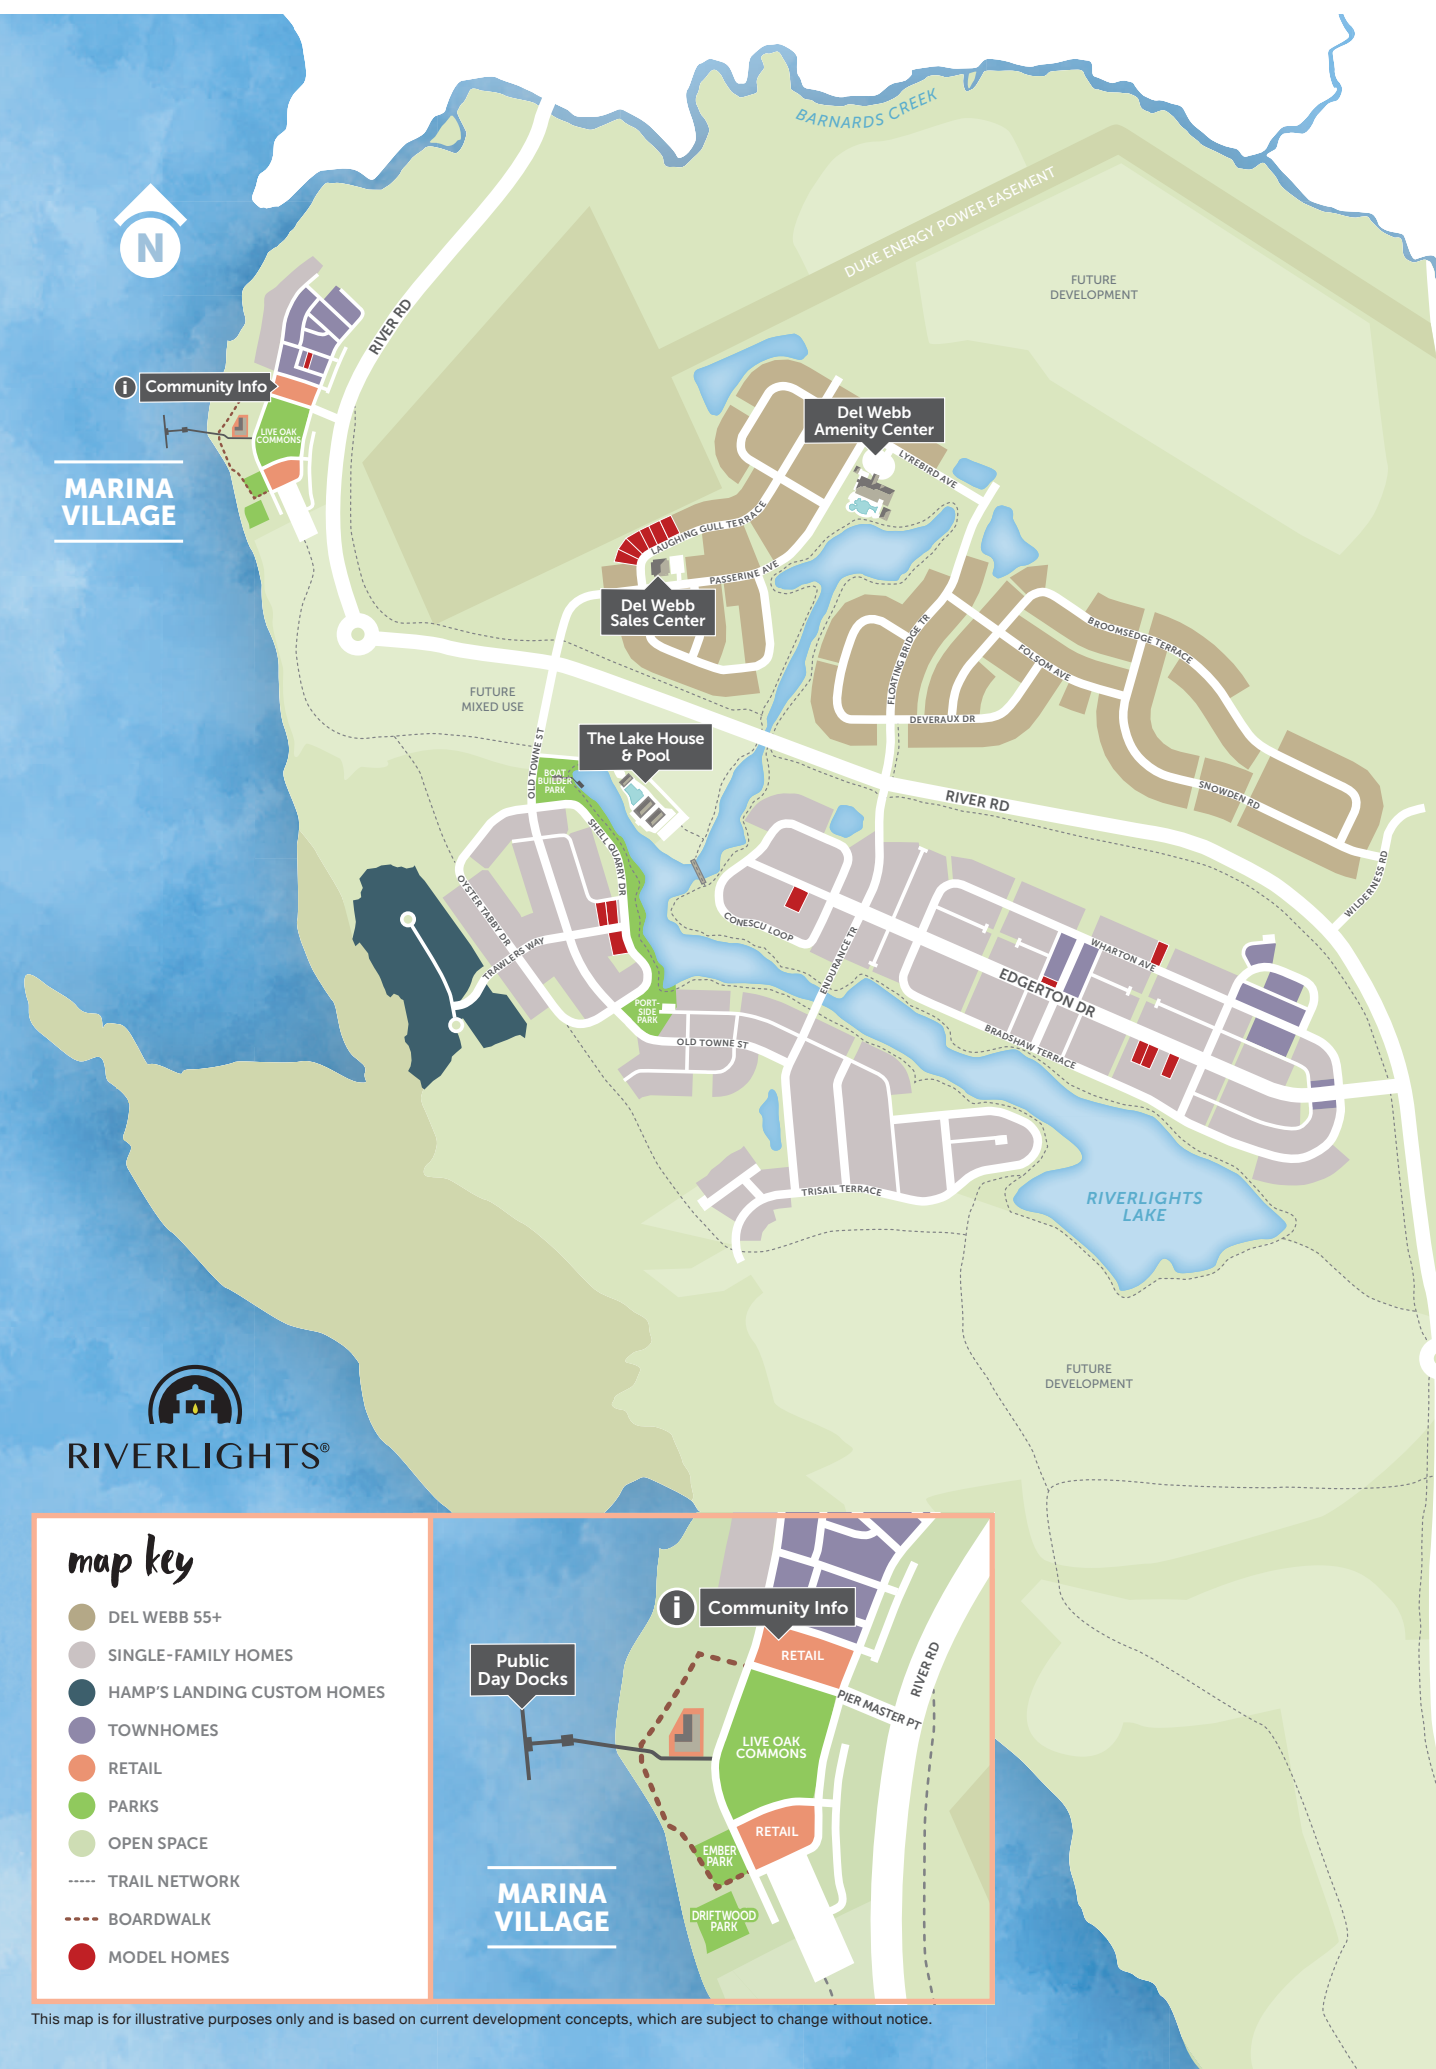 BARNARDS CREEK
DUKE ENERGY POWER EASEMENT
FUTURE
DEVELOPMENT
N
RIVER RD
i
Community Info
LIVE OAK
COMMONS
MARINA
VILLAGE
Del Webb
Amenity Center
LYREBIRD AVE
LAUGHING GULL TERRACE
PASSERINE AVE
Del Webb
Sales Center
FLOATING BRIDGE TR
BROOMSEDGE TERRACE
FOLSOM AVE
DEVERAUX DR
SNOWDEN RD
WILDERNESS RD
FUTURE
MIXED USE
The Lake House
& Pool
OLD TOWNE ST
BOAT
BUILDER
PARK
RIVER RD
SHELL QUARRY DR
OYSTER TABBY DR
TRAWLERS WAY
CONESCU LOOP
ENDURANCE TR
WHARTON AVE
EDGERTON DR
BRADSHAW TERRACE
PORT-
SIDE
PARK
OLD TOWNE ST
TRISAIL TERRACE
RIVERLIGHTS
LAKE
FUTURE
DEVELOPMENT
RIVERLIGHTS®
map key
DEL WEBB 55+
SINGLE-FAMILY HOMES
HAMP'S LANDING CUSTOM HOMES
TOWNHOMES
RETAIL
PARKS
OPEN SPACE
TRAIL NETWORK
BOARDWALK
MODEL HOMES
i
Community Info
Public
Day Docks
RETAIL
RIVER RD
PIER MASTER PT
LIVE OAK
COMMONS
RETAIL
EMBER
PARK
DRIFTWOOD
PARK
MARINA
VILLAGE
This map is for illustrative purposes only and is based on current development concepts, which are subject to change without notice.